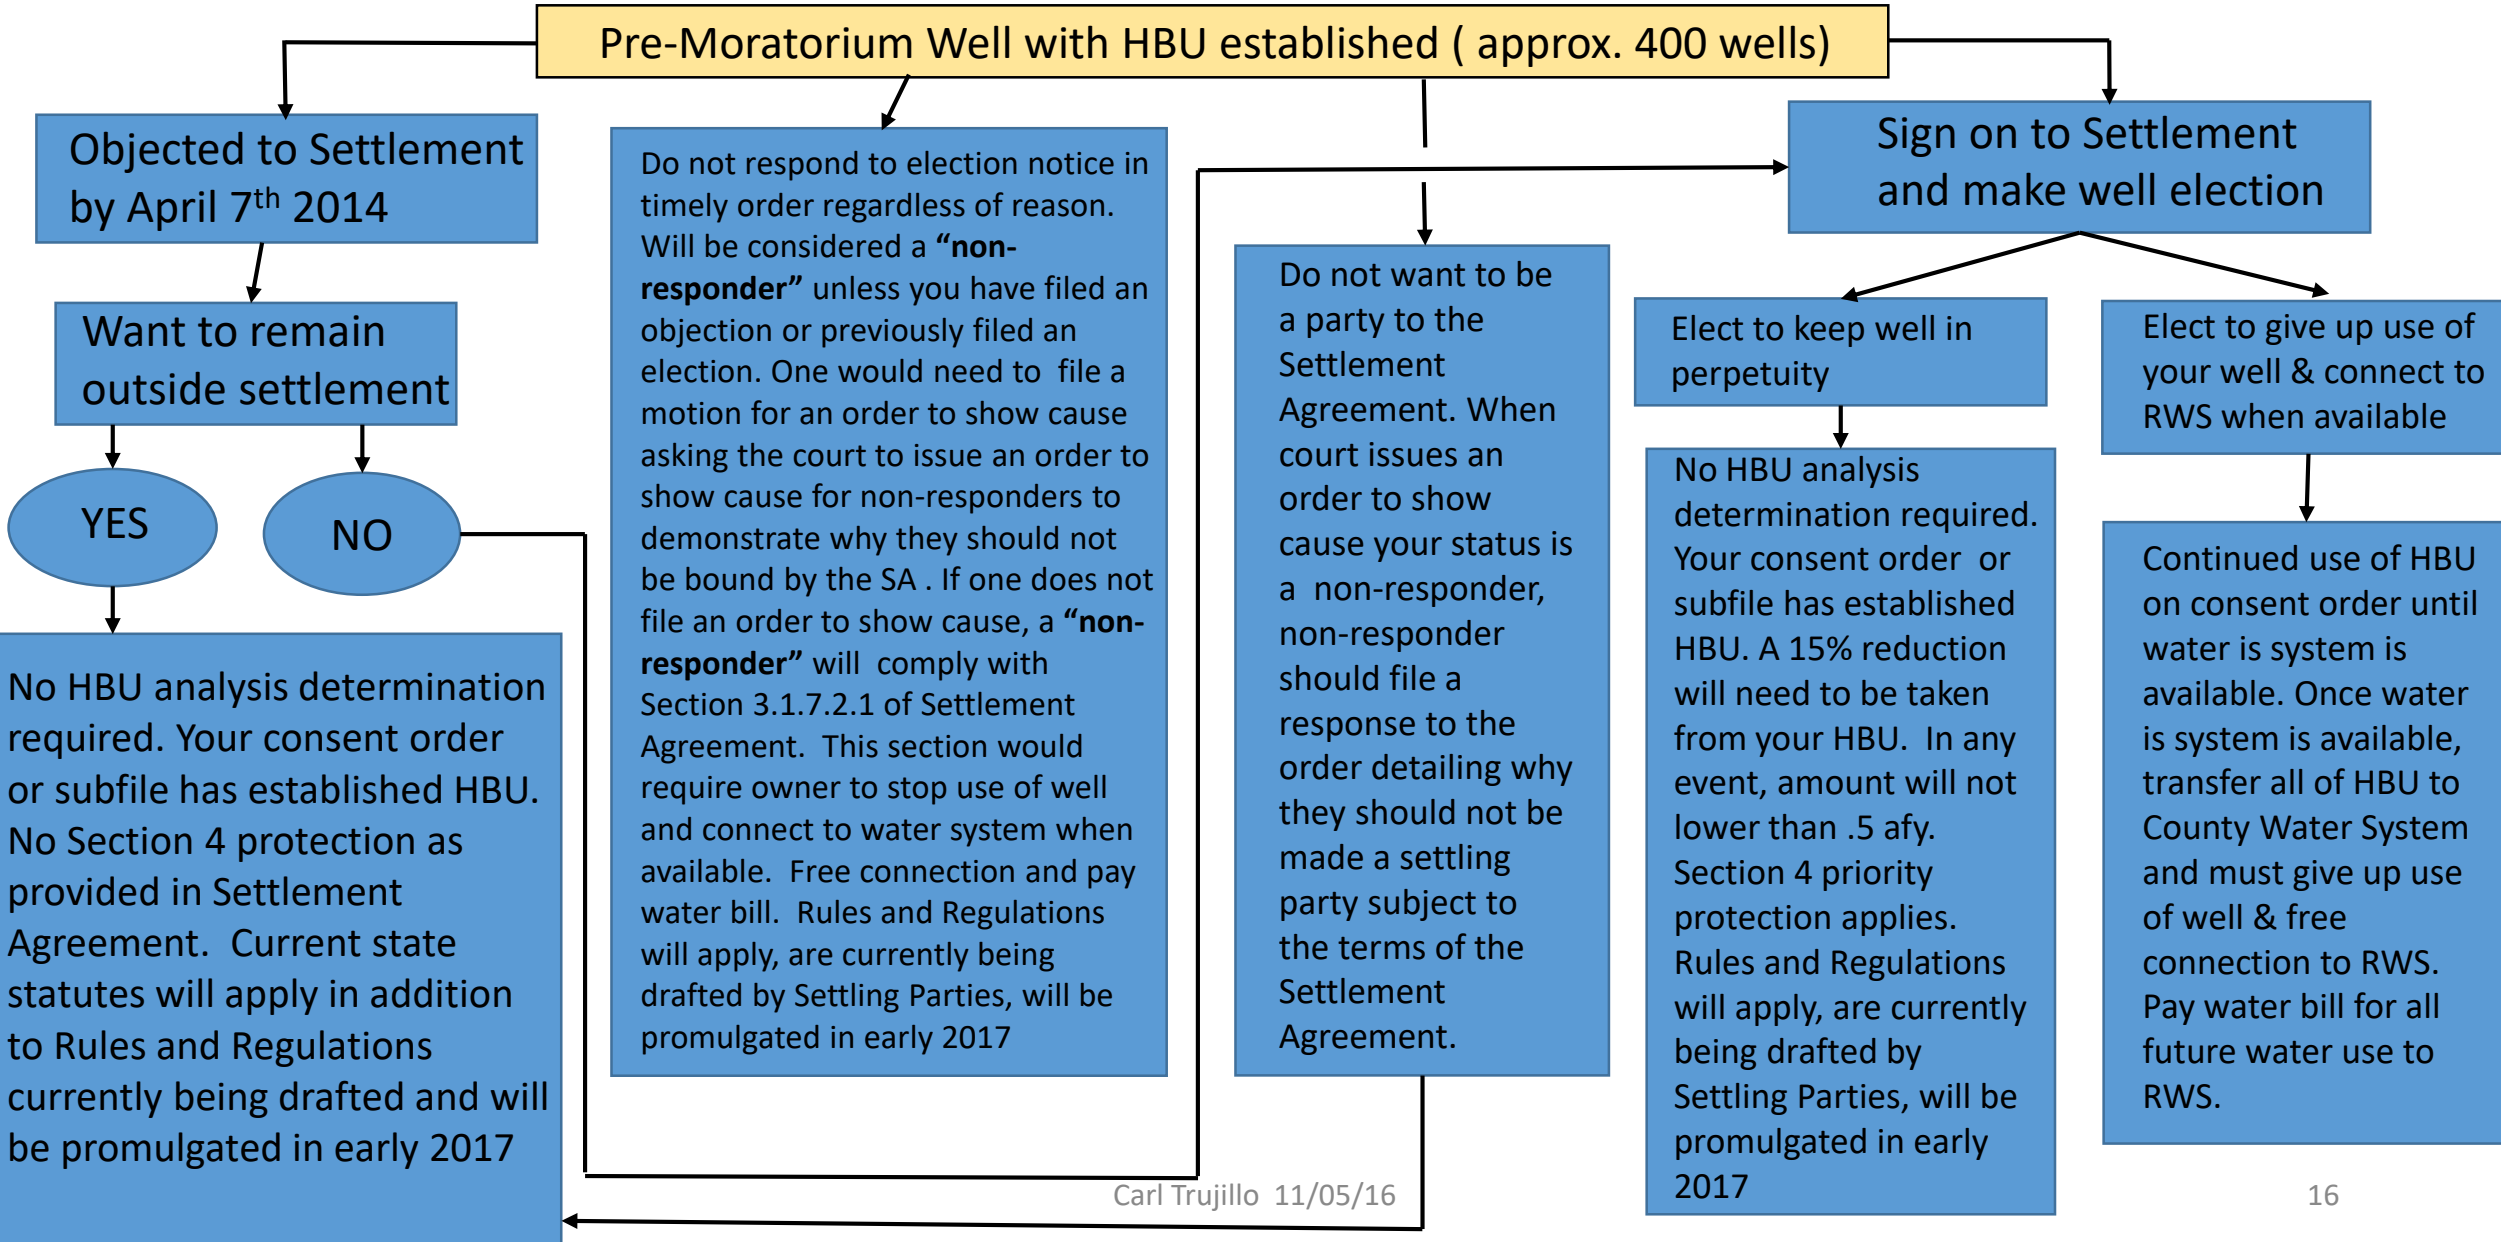 Pre-Moratorium Well with HBU established ( approx. 400 wells)
Objected to Settlement
by April 7th 2014
Want to remain
outside settlement
YES
NO
No HBU analysis determination
required. Your consent order
or subfile has established HBU.
No Section 4 protection as
provided in Settlement
Agreement.  Current state
statutes will apply in addition
to Rules and Regulations
currently being drafted and will
be promulgated in early 2017
Do not respond to election notice in
timely order regardless of reason.
Will be considered a “non-
responder” unless you have filed an
objection or previously filed an
election. One would need to  file a
motion for an order to show cause
asking the court to issue an order to
show cause for non-responders to
demonstrate why they should not
be bound by the SA . If one does not
file an order to show cause, a “non-
responder” will  comply with
Section 3.1.7.2.1 of Settlement
Agreement.  This section would
require owner to stop use of well
and connect to water system when
available.  Free connection and pay
water bill.  Rules and Regulations
will apply, are currently being
drafted by Settling Parties, will be
promulgated in early 2017
Do not want to be
a party to the
Settlement
Agreement. When
court issues an
order to show
cause your status is
a  non-responder,
non-responder
should file a
response to the
order detailing why
they should not be
made a settling
party subject to
the terms of the
Settlement
Agreement.
Sign on to Settlement
and make well election
Elect to keep well in
perpetuity
No HBU analysis
determination required.
Your consent order  or
subfile has established
HBU. A 15% reduction
will need to be taken
from your HBU.  In any
event, amount will not
lower than .5 afy.
Section 4 priority
protection applies.
Rules and Regulations
will apply, are currently
being drafted by
Settling Parties, will be
promulgated in early
2017
Elect to give up use of
your well & connect to
RWS when available
Continued use of HBU
on consent order until
water is system is
available. Once water
is system is available,
transfer all of HBU to
County Water System
and must give up use
of well & free
connection to RWS.
Pay water bill for all
future water use to
RWS.
Carl Trujillo  11/05/16
16